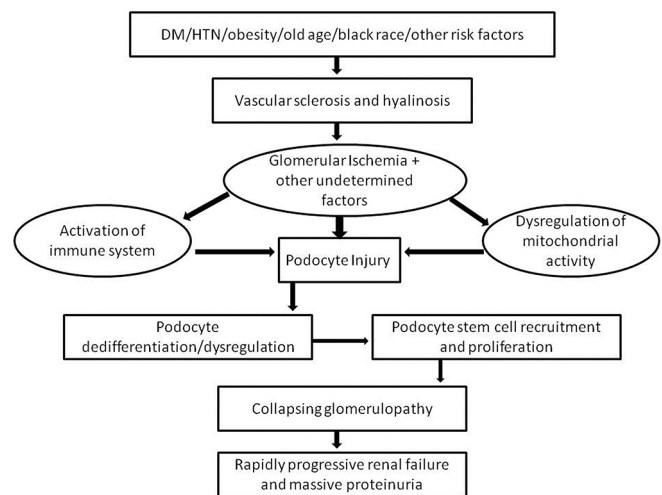 DM/HTN/obesity/old age/black race/other risk factors
Vascular sclerosis and hyalinosis
Glomerular Ischemia +
other undetermined
factors
Activation of
immune system
Dysregulation of
mitochondrial
activity
Podocyte Injury
Podocyte
dedifferentiation/dysregulation
Podocyte stem cell recruitment
and proliferation
Collapsing glomerulopathy
Rapidly progressive renal failure
and massive proteinuria